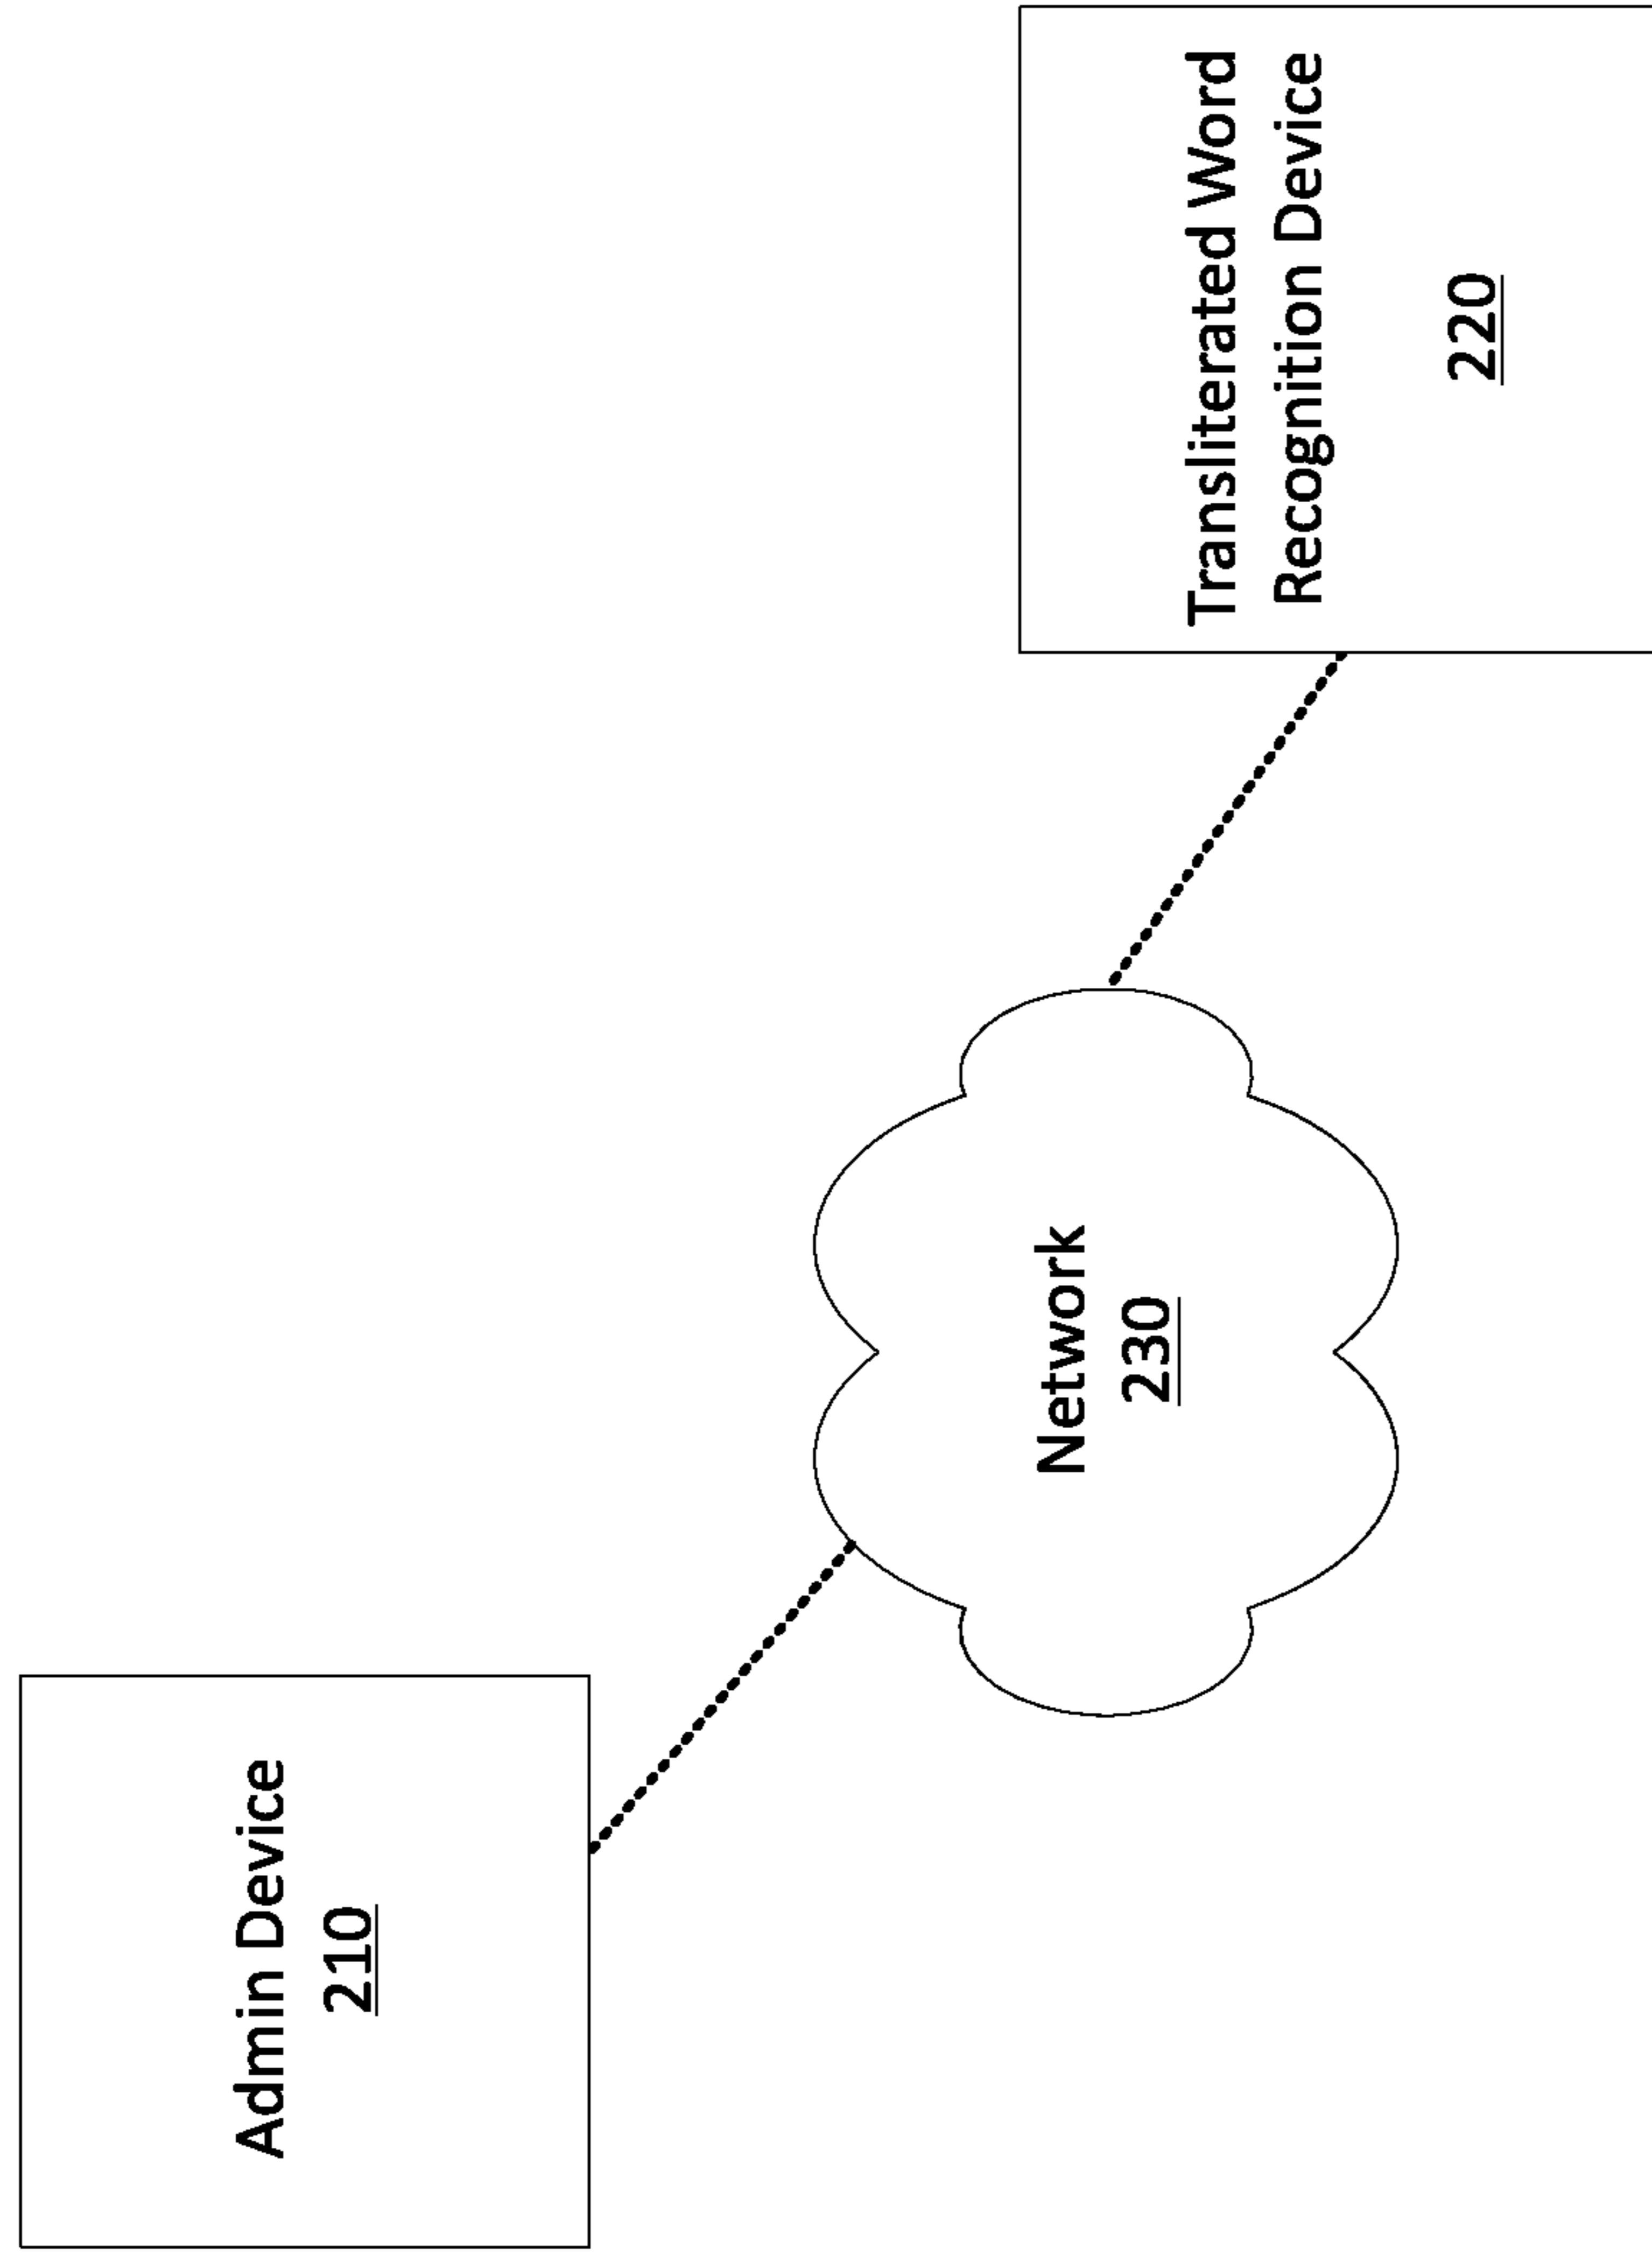 Admin Device
210
Network
230
Transliterated Word
Recognition Device
220